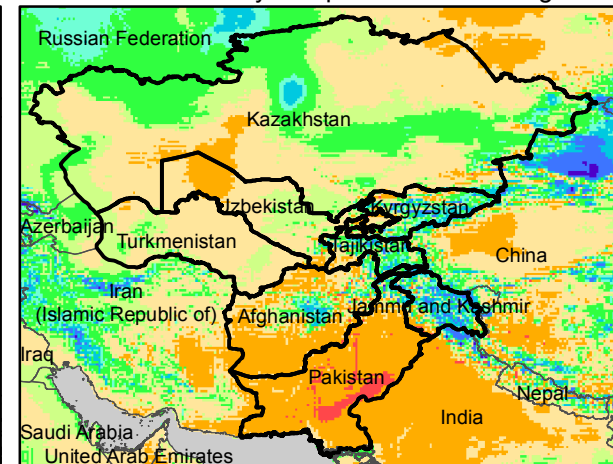 Russian Federation
Kazakhstan
Uzbekistan
Kyrgyzstan
Azerbaijan
Turkmenistan
Tajikistan
China
Iran
(Islamic Republic of)
Afghanistan
Jammu and Kashmir
Iraq
Pakistan
Nepal
India
Saudi Arabia
United Arab Emirates